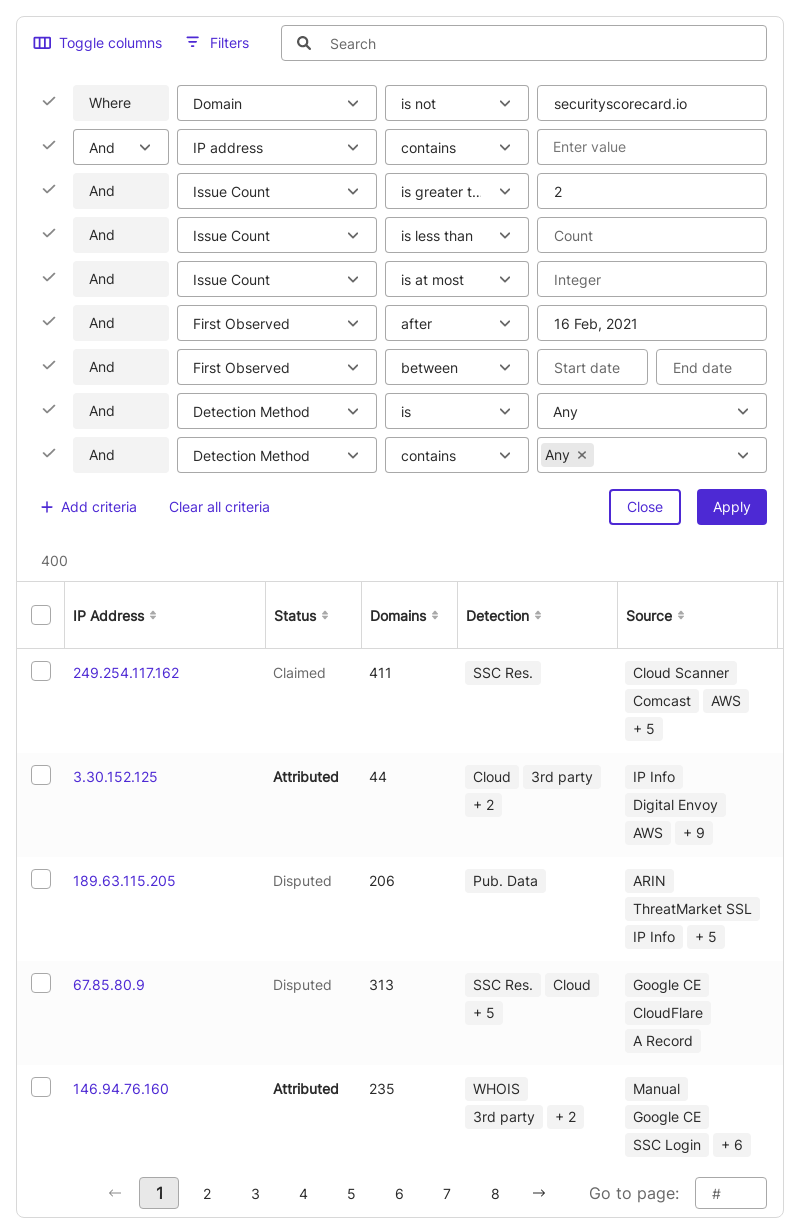 Toggle columns Filters Search
Where Domain is not securityscorecard.io
And IP address contains Enter value
And Issue Count is greater t... 2
And Issue Count is less than Count
And Issue Count is at most Integer
And First Observed after 16 Feb, 2021
And First Observed between Start date End date
And Detection Method is Any
And Detection Method contains Any
+ Add criteria Clear all criteria Close Apply
400
IP Address Status Domains Detection Source
249.254.117.162 Claimed 411 SSC Res. Cloud Scanner
Comcast AWS
+ 5
3.30.152.125 Attributed 44 Cloud 3rd party IP Info
+ 2 Digital Envoy
AWS + 9
189.63.115.205 Disputed 206 Pub. Data ARIN
ThreatMarket SSL
IP Info + 5
67.85.80.9 Disputed 313 SSC Res. Cloud Google CE
+ 5 CloudFlare
A Record
146.94.76.160 Attributed 235 WHOIS Manual
3rd party + 2 Google CE
SSC Login + 6
← 1 2 3 4 5 6 7 8 → Go to page: #